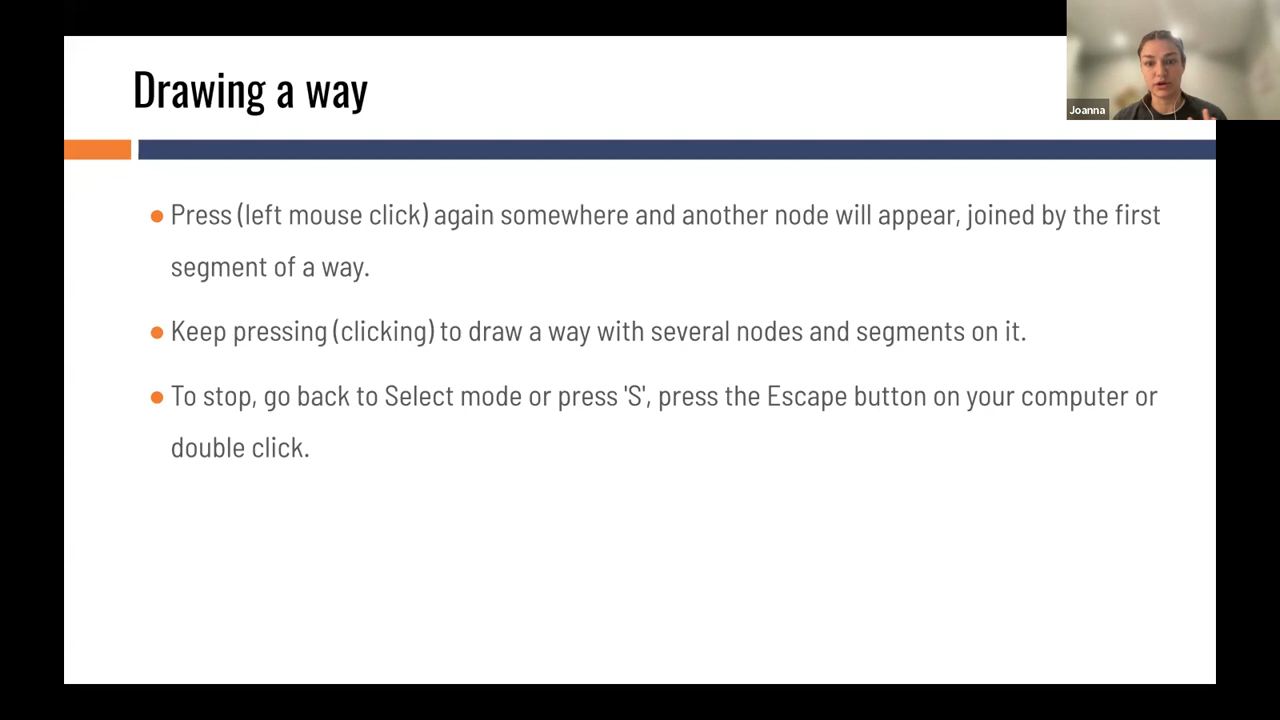 Drawing a way
Joanna
Press (left mouse click) again somewhere and another node will appear, joined by the first
segment of a way.
Keep pressing (clicking) to draw a way with several nodes and segments on it.
To stop, go back to Select mode or press 'S', press the Escape button on your computer or
double click.